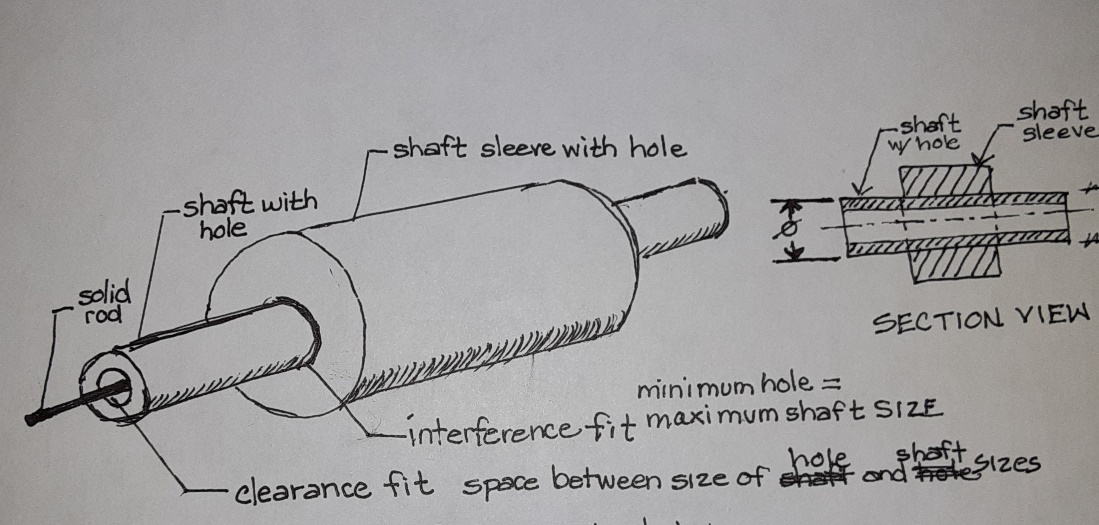 shaft sleeve with hole
shaft with
hole
solid
rod
shaft
w/hole
shaft
sleeve
Ø
SECTION VIEW
minimum hole =
interference fit maximum shaft SIZE
clearance fit space between size of shaft hole and hole shaft sizes